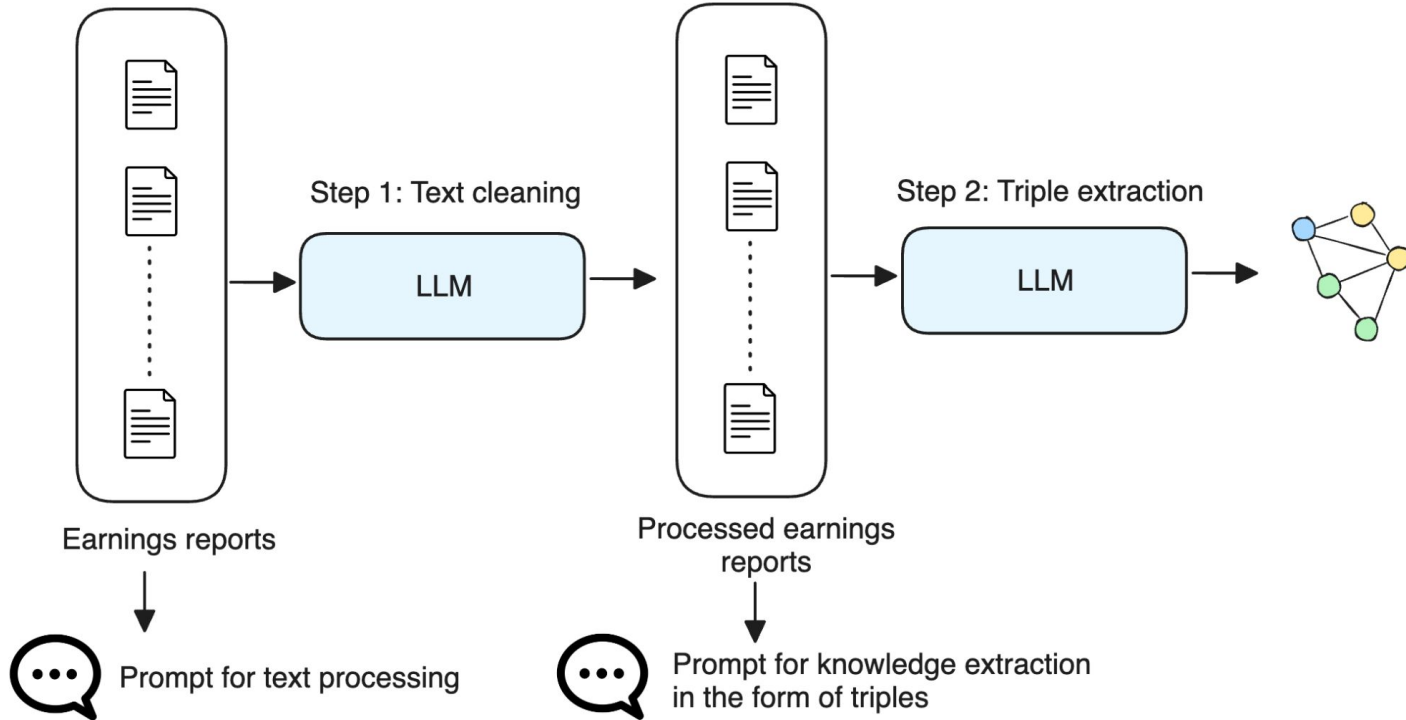 Step 1: Text cleaning
LLM
Step 2: Triple extraction
LLM
Earnings reports
Processed earnings
reports
Prompt for text processing
Prompt for knowledge extraction
in the form of triples